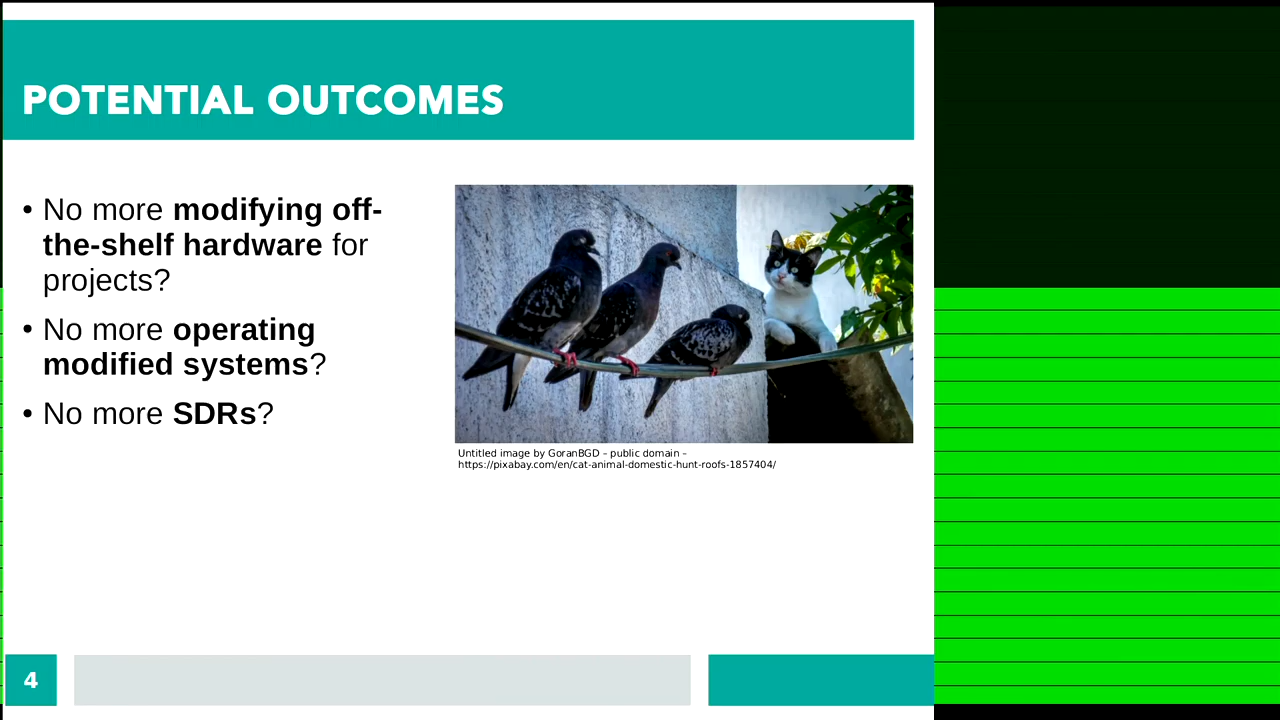 POTENTIAL OUTCOMES
• No more modifying off-
the-shelf hardware for
projects?
• No more operating
modified systems?
• No more SDRs?
Untitled image by GoranBGD – public domain –
https://pixabay.com/en/cat-animal-domestic-hunt-roofs-1857404/
4